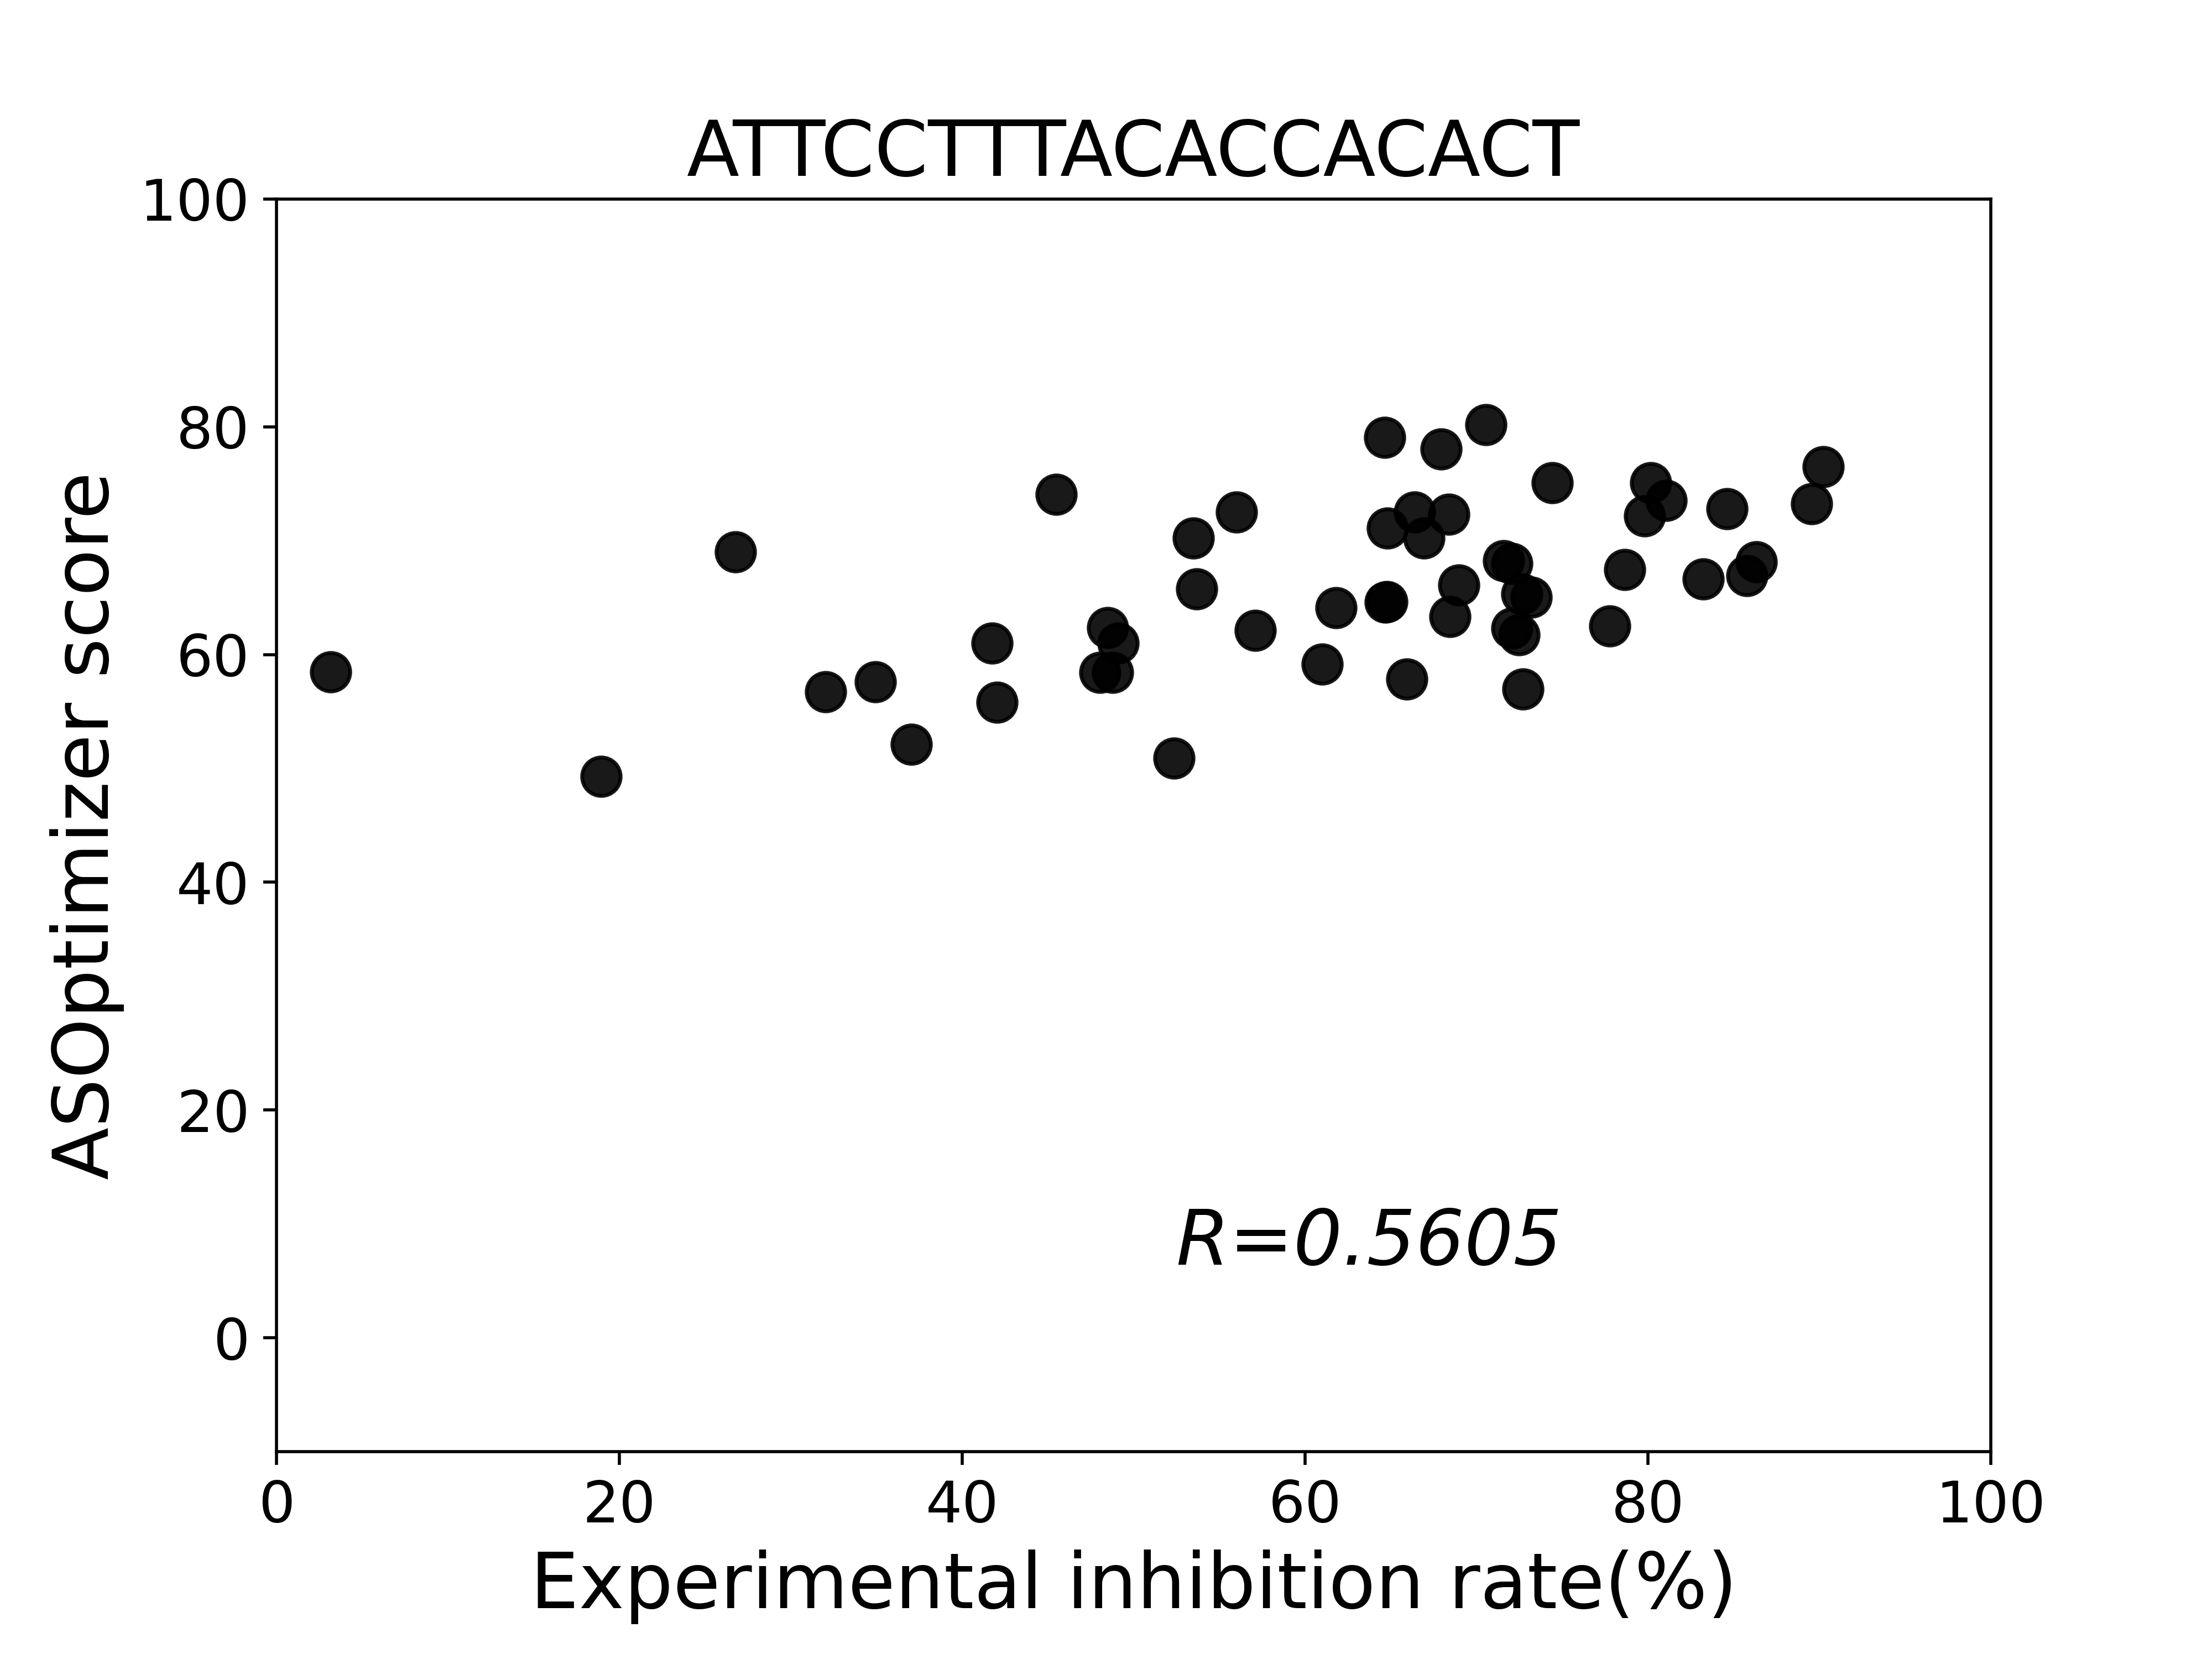 ATTCCTTTACACCACACT
100
80
60
40
20
0
ASOptimizer score
R=0.5605
0 20 40 60 80 100
Experimental inhibition rate(%)